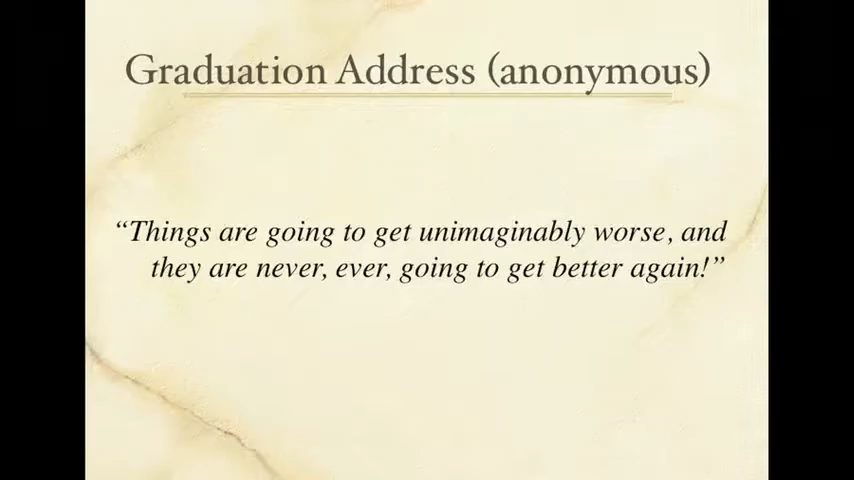 Graduation Address (anonymous)
“Things are going to get unimaginably worse, and
they are never, ever, going to get better again!”